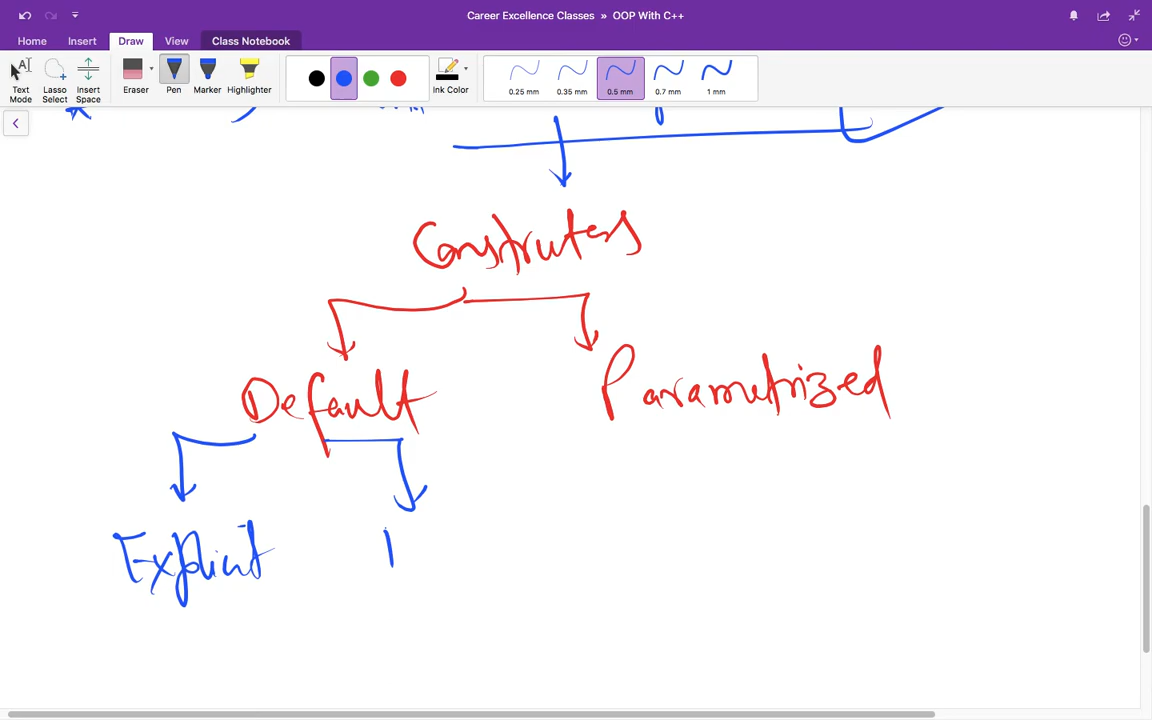 Career Excellence Classes » OOP With C++
Home Insert Draw View Class Notebook
Text Mode
Lasso Select
Insert Space
Eraser
Pen
Marker
Highlighter
Ink Color
0.25 mm
0.35 mm
0.5 mm
0.7 mm
1 mm
Construters
Default
Parametrized
Explicit
I